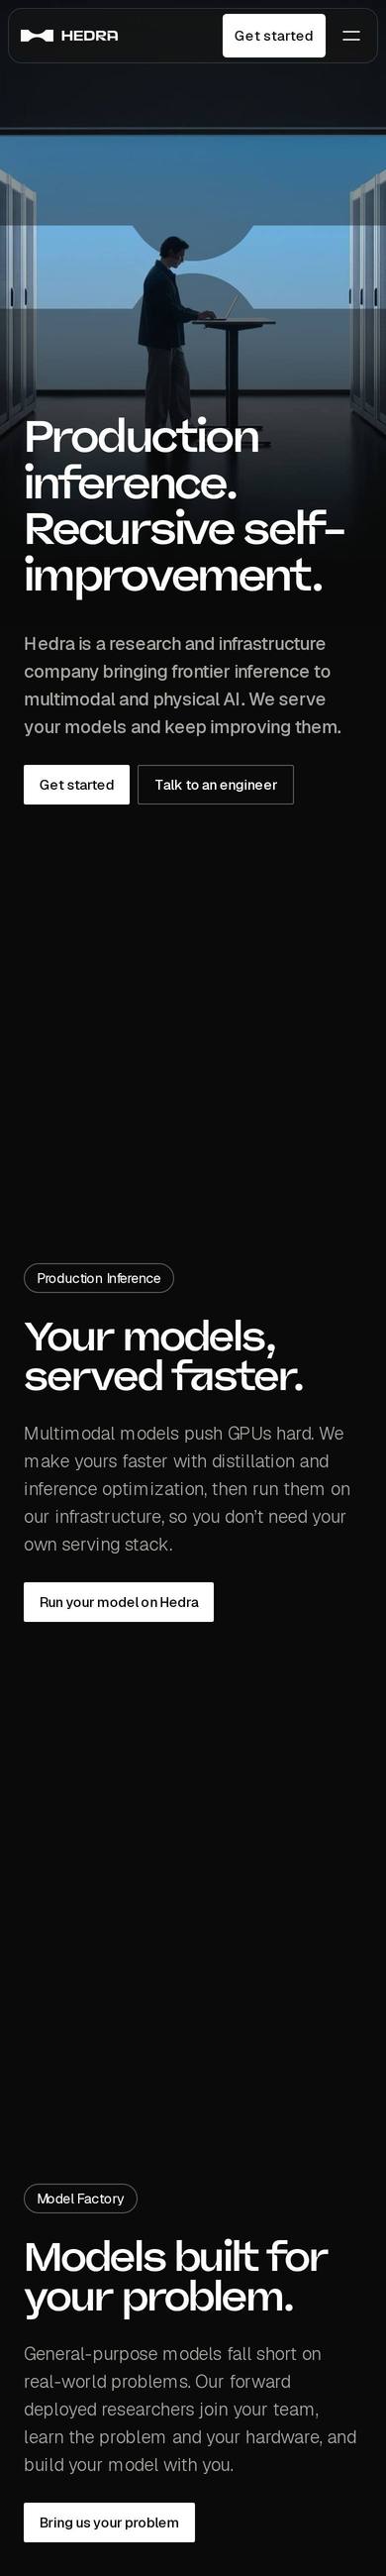 HEDRA
Get started
Production
inference.
Recursive self-
improvement.
Hedra is a research and infrastructure
company bringing frontier inference to
multimodal and physical AI. We serve
your models and keep improving them.
Get started
Talk to an engineer
Production Inference
Your models,
served faster.
Multimodal models push GPUs hard. We
make yours faster with distillation and
inference optimization, then run them on
our infrastructure, so you don’t need your
own serving stack.
Run your model on Hedra
Model Factory
Models built for
your problem.
General-purpose models fall short on
real-world problems. Our forward
deployed researchers join your team,
learn the problem and your hardware, and
build your model with you.
Bring us your problem